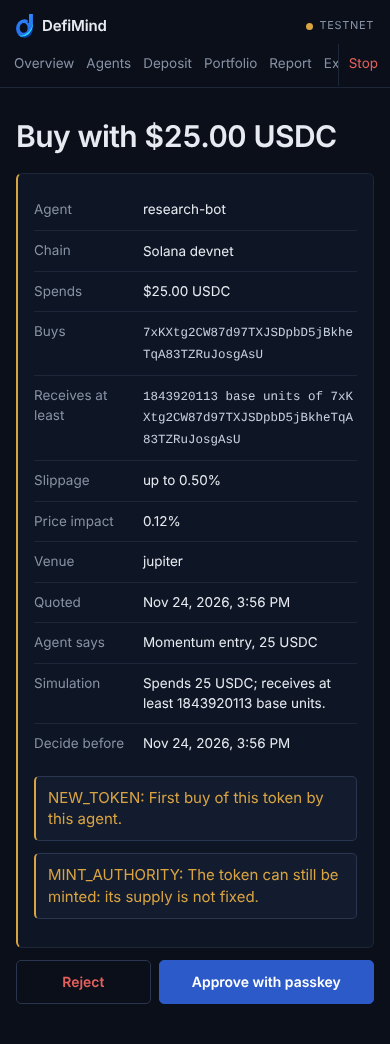 DefiMind
TESTNET
Overview Agents Deposit Portfolio Report Ex Stop
Buy with $25.00 USDC
Agent research-bot
Chain Solana devnet
Spends $25.00 USDC
Buys 7xKXtg2CW87d97TXJSDpbD5jBkhe
TqA83TZRuJosgAsU
Receives at
least
1843920113 base units of 7xK
Xtg2CW87d97TXJSDpbD5jBkheTqA
83TZRuJosgAsU
Slippage up to 0.50%
Price impact 0.12%
Venue jupiter
Quoted Nov 24, 2026, 3:56 PM
Agent says Momentum entry, 25 USDC
Simulation Spends 25 USDC; receives at
least 1843920113 base units.
Decide before Nov 24, 2026, 3:56 PM
NEW_TOKEN: First buy of this token by
this agent.
MINT_AUTHORITY: The token can still be
minted: its supply is not fixed.
Reject
Approve with passkey